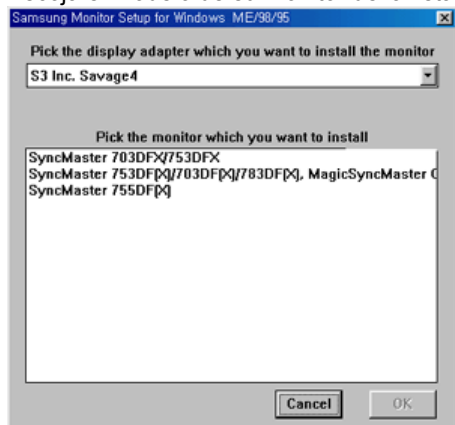 Samsung Monitor Setup for Windows ME/98/95
Pick the display adapter which you want to install the monitor
S3 Inc. Savage4
Pick the monitor which you want to install
SyncMaster 703DFX/753DFX
SyncMaster 753DF[X]/703DF[X]/783DF[X], MagicSyncMaster
SyncMaster 755DF[X]
Cancel
OK